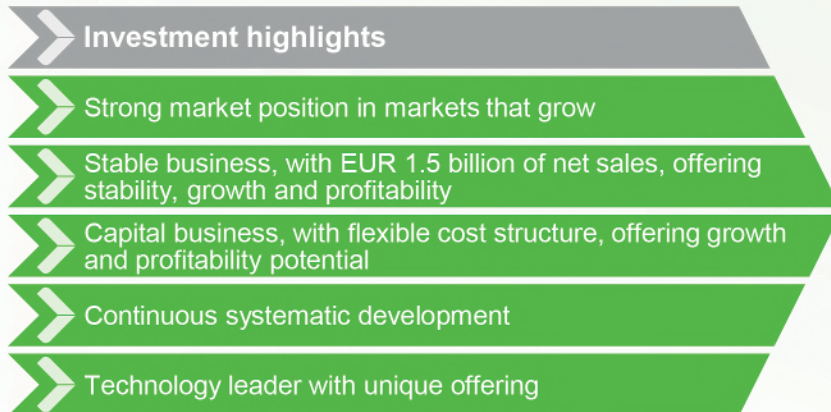 Investment highlights
Strong market position in markets that grow
Stable business, with EUR 1.5 billion of net sales, offering
stability, growth and profitability
Capital business, with flexible cost structure, offering growth
and profitability potential
Continuous systematic development
Technology leader with unique offering